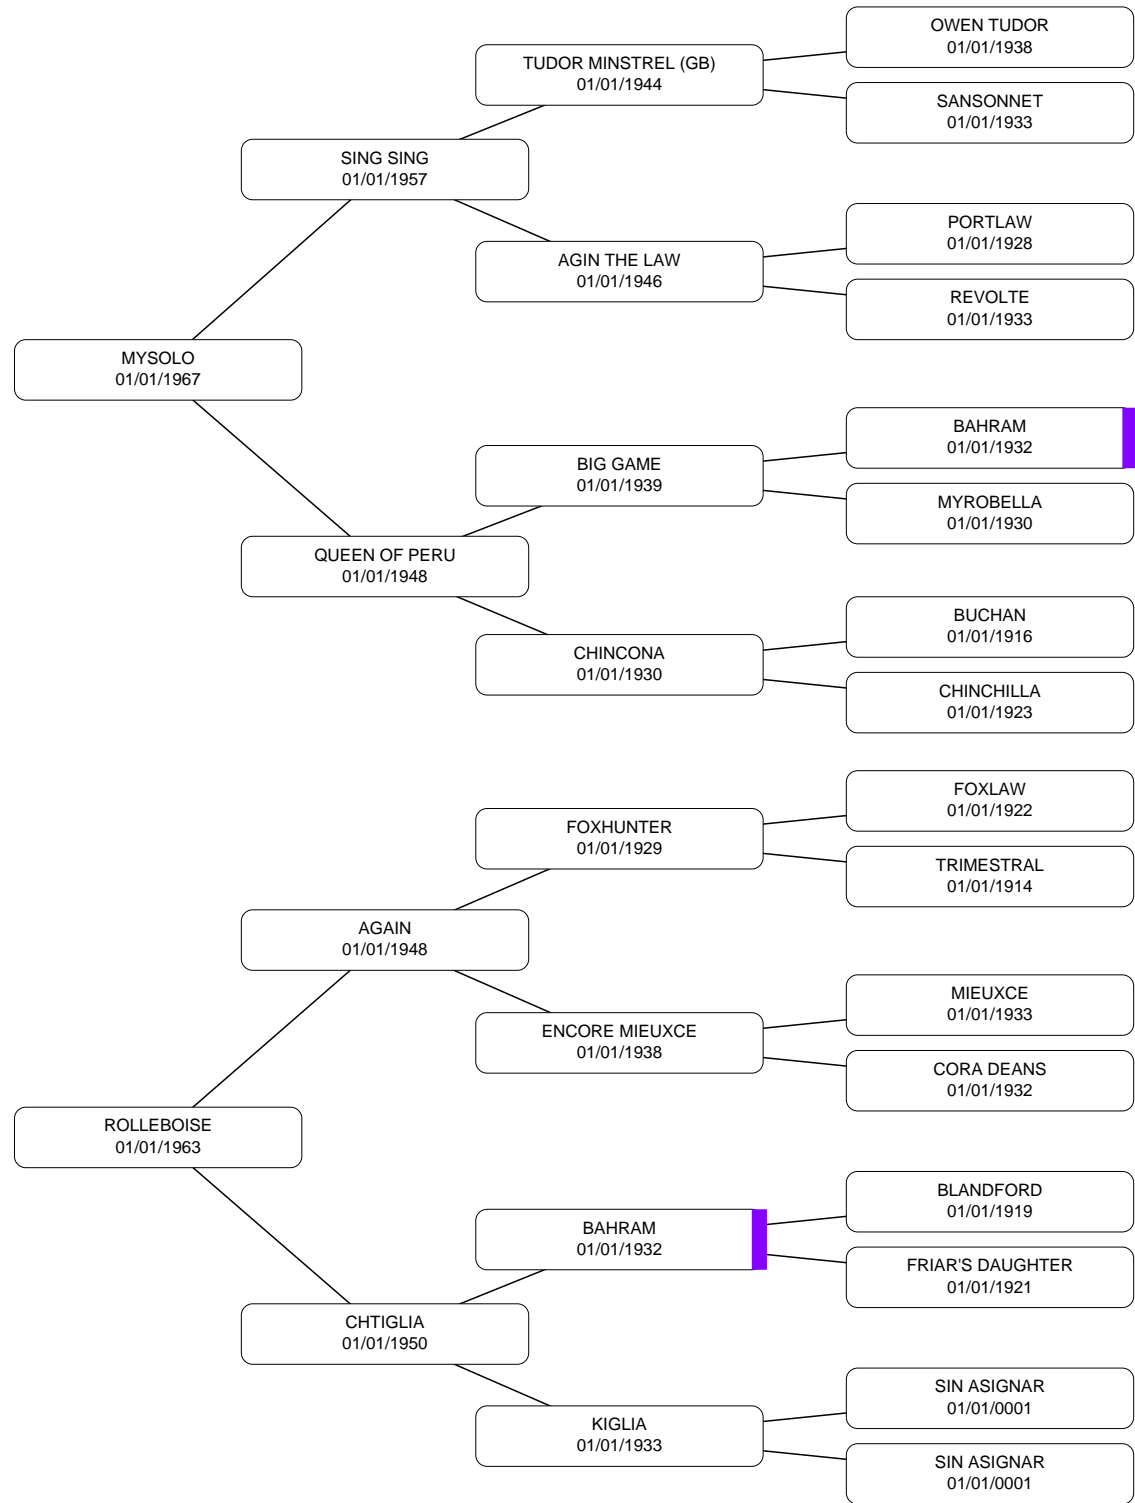 OWEN TUDOR
01/01/1938
TUDOR MINSTREL (GB)
01/01/1944
SANSONNET
01/01/1933
SING SING
01/01/1957
PORTLAW
01/01/1928
AGIN THE LAW
01/01/1946
REVOLTE
01/01/1933
MYSOLO
01/01/1967
BAHRAM
01/01/1932
BIG GAME
01/01/1939
MYROBELLA
01/01/1930
QUEEN OF PERU
01/01/1948
BUCHAN
01/01/1916
CHINCONA
01/01/1930
CHINCHILLA
01/01/1923
FOXLAW
01/01/1922
FOXHUNTER
01/01/1929
TRIMESTRAL
01/01/1914
AGAIN
01/01/1948
MIEUXCE
01/01/1933
ENCORE MIEUXCE
01/01/1938
CORA DEANS
01/01/1932
ROLLEBOISE
01/01/1963
BLANDFORD
01/01/1919
BAHRAM
01/01/1932
FRIAR'S DAUGHTER
01/01/1921
CHTIGLIA
01/01/1950
SIN ASIGNAR
01/01/0001
KIGLIA
01/01/1933
SIN ASIGNAR
01/01/0001